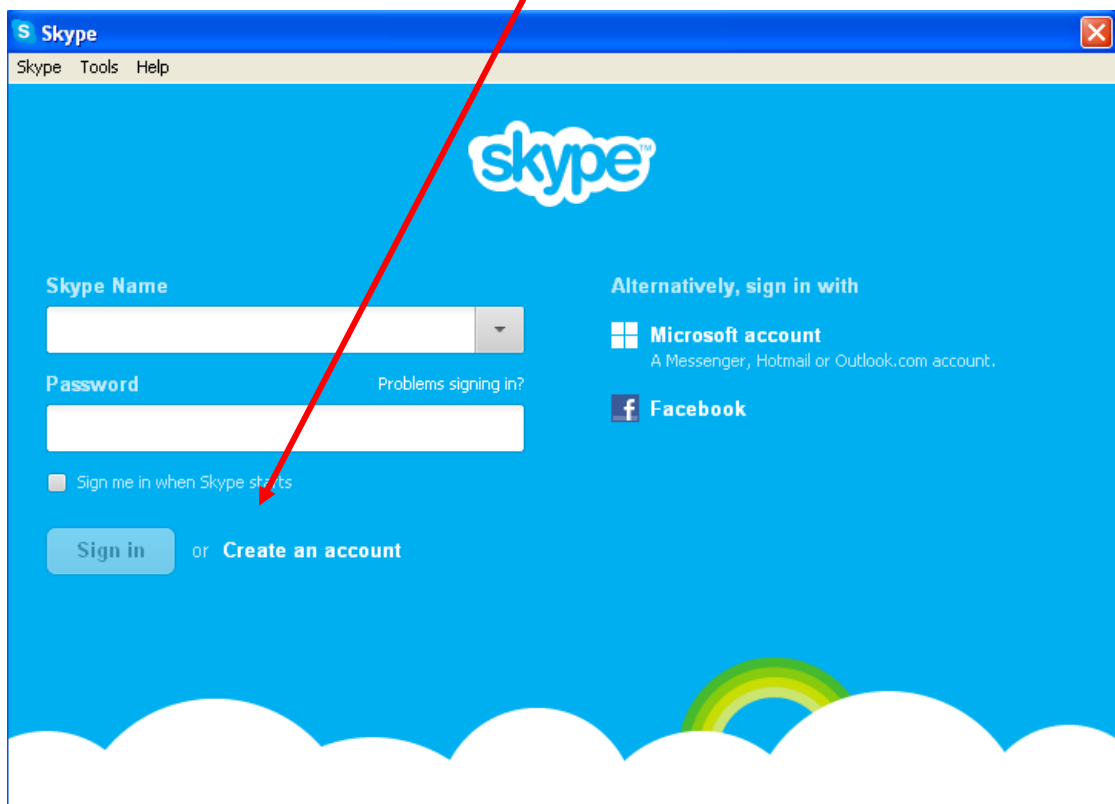 Skype
Skype Tools Help
skype™
Skype Name
Password
Problems signing in?
Sign me in when Skype starts
Sign in or Create an account
Alternatively, sign in with
Microsoft account
A Messenger, Hotmail or Outlook.com account.
Facebook